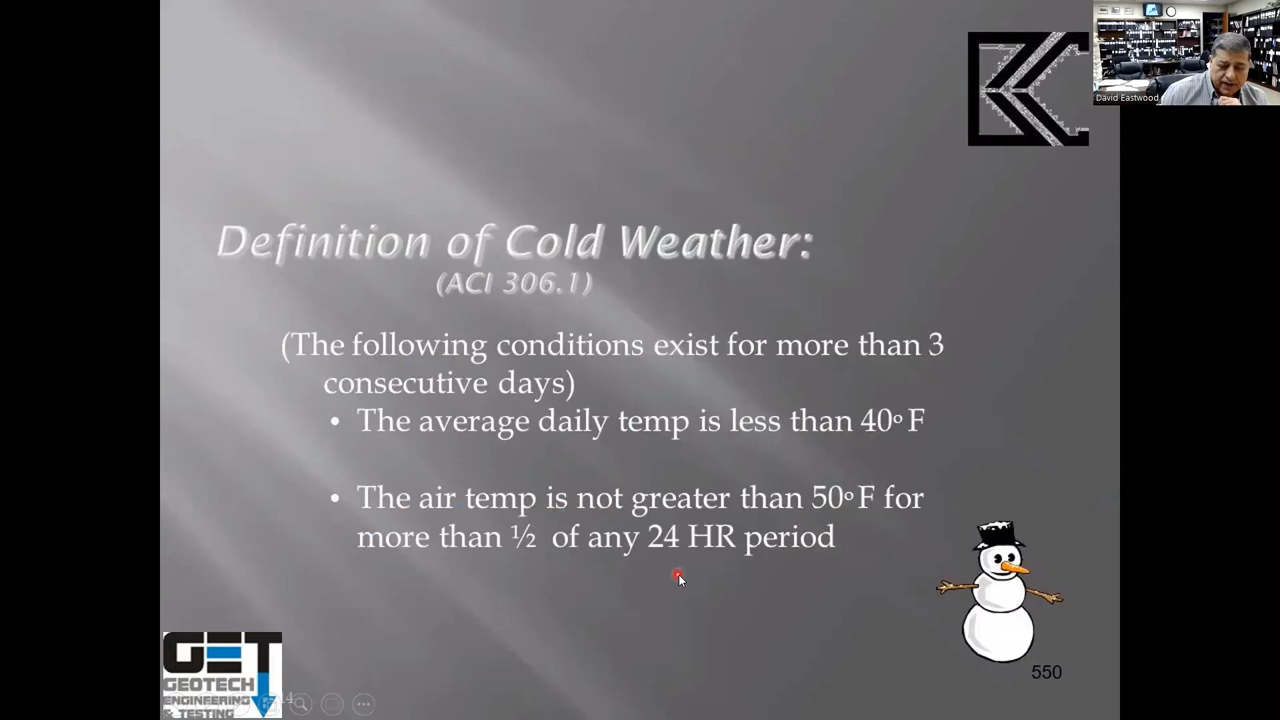 David Eastwood
Definition of Cold Weather:
(ACI 306.1)
(The following conditions exist for more than 3
consecutive days)
• The average daily temp is less than 40º F
• The air temp is not greater than 50º F for
more than ½ of any 24 HR period
550
GET
GEOTECH
ENGINEERING
& TESTING